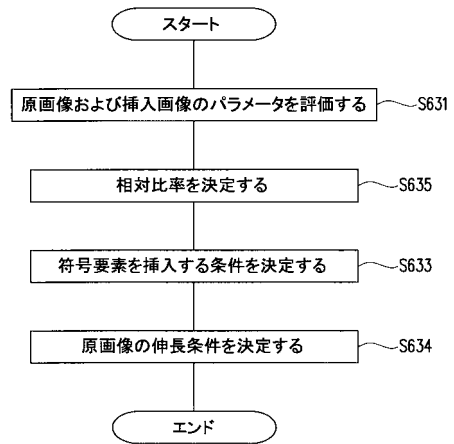 スタート
原画像および挿入画像のパラメータを評価する S631
相対比率を決定する S635
符号要素を挿入する条件を決定する S633
原画像の伸長条件を決定する S634
エンド